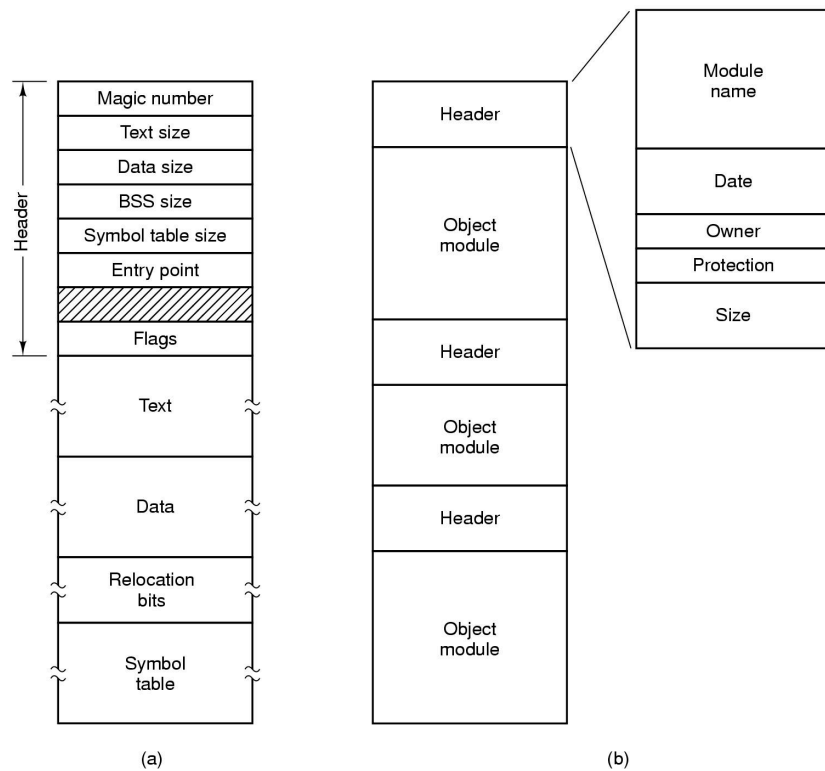 Header
Magic number
Text size
Data size
BSS size
Symbol table size
Entry point
Flags
Text
Data
Relocation
bits
Symbol
table
(a)
Header
Object
module
Header
Object
module
Header
Object
module
Module
name
Date
Owner
Protection
Size
(b)